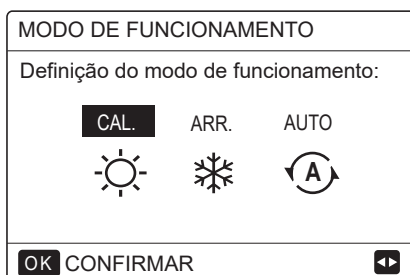 MODO DE FUNCIONAMENTO
Definição do modo de funcionamento:
CAL. ARR. AUTO
A
OK CONFIRMAR